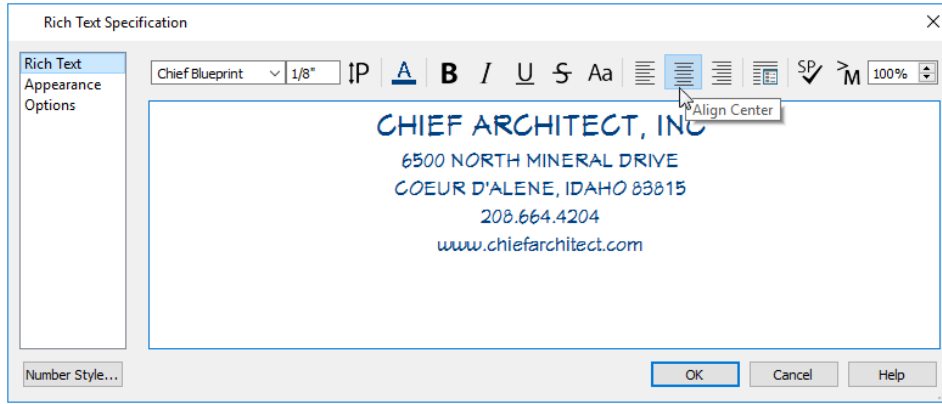 Rich Text Specification
Rich Text
Appearance
Options
Chief Blueprint 1/8" P A B I U S Aa SP M 100%
Align Center
CHIEF ARCHITECT, INC
6500 NORTH MINERAL DRIVE
COEUR D'ALENE, IDAHO 83815
208.664.4204
www.chiefarchitect.com
Number Style...
OK Cancel Help